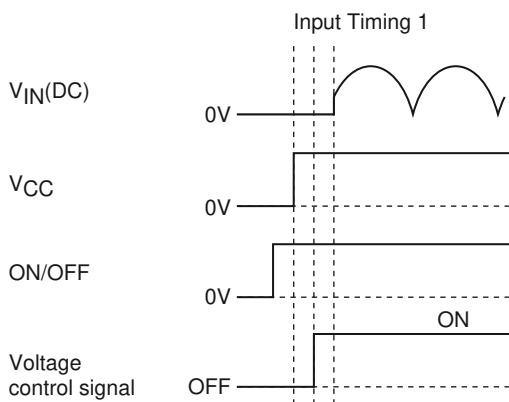 Input Timing 1
VIN(DC)
0V
VCC
0V
ON/OFF
0V
ON
Voltage
control signal
OFF